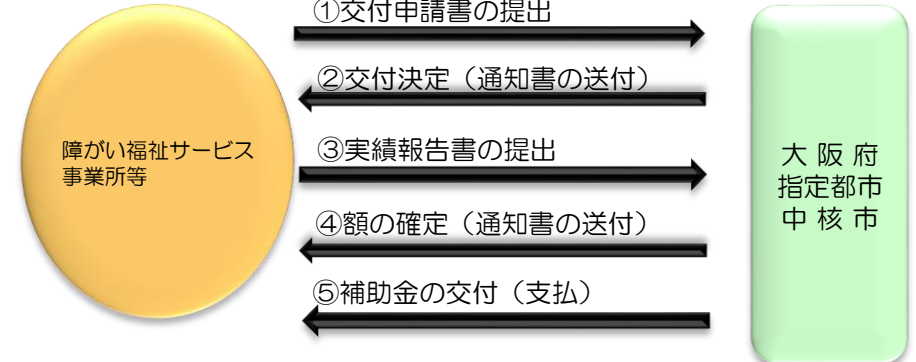 ①交付申請書の提出
②交付決定（通知書の送付）
障がい福祉サービス
事業所等
③実績報告書の提出
大 阪 府
指定都市
中 核 市
④額の確定（通知書の送付）
⑤補助金の交付（支払）